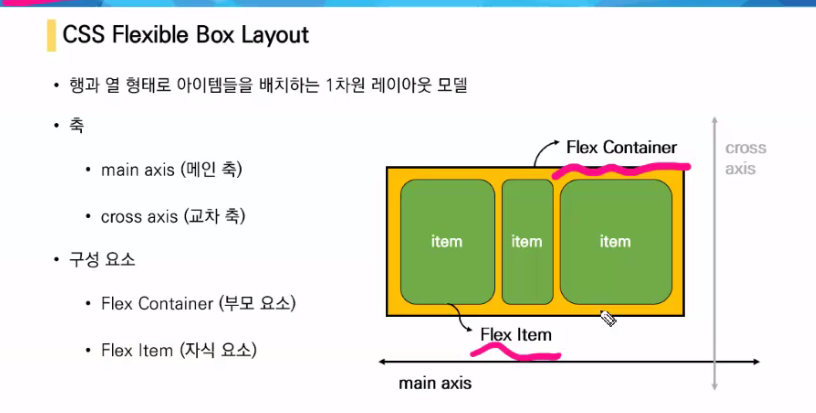 CSS Flexible Box Layout
• 행과 열 형태로 아이템들을 배치하는 1차원 레이아웃 모델
• 축
• main axis (메인 축)
• cross axis (교차 축)
• 구성 요소
• Flex Container (부모 요소)
• Flex Item (자식 요소)
Flex Container
cross
axis
item
item
item
Flex Item
main axis